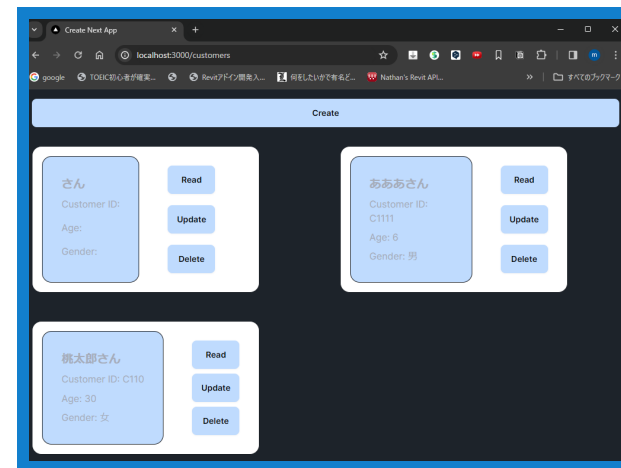 Create Next App
localhost:3000/customers
google
TOEIC初心者が確実...
Revitアドイン開発入...
何をしたいかで有名ど...
Nathan's Revit API...
»
すべてのブックマーク
Create
さん
Customer ID:
Age:
Gender:
Read
Update
Delete
あああさん
Customer ID:
C1111
Age: 6
Gender: 男
Read
Update
Delete
桃太郎さん
Customer ID: C110
Age: 30
Gender: 女
Read
Update
Delete